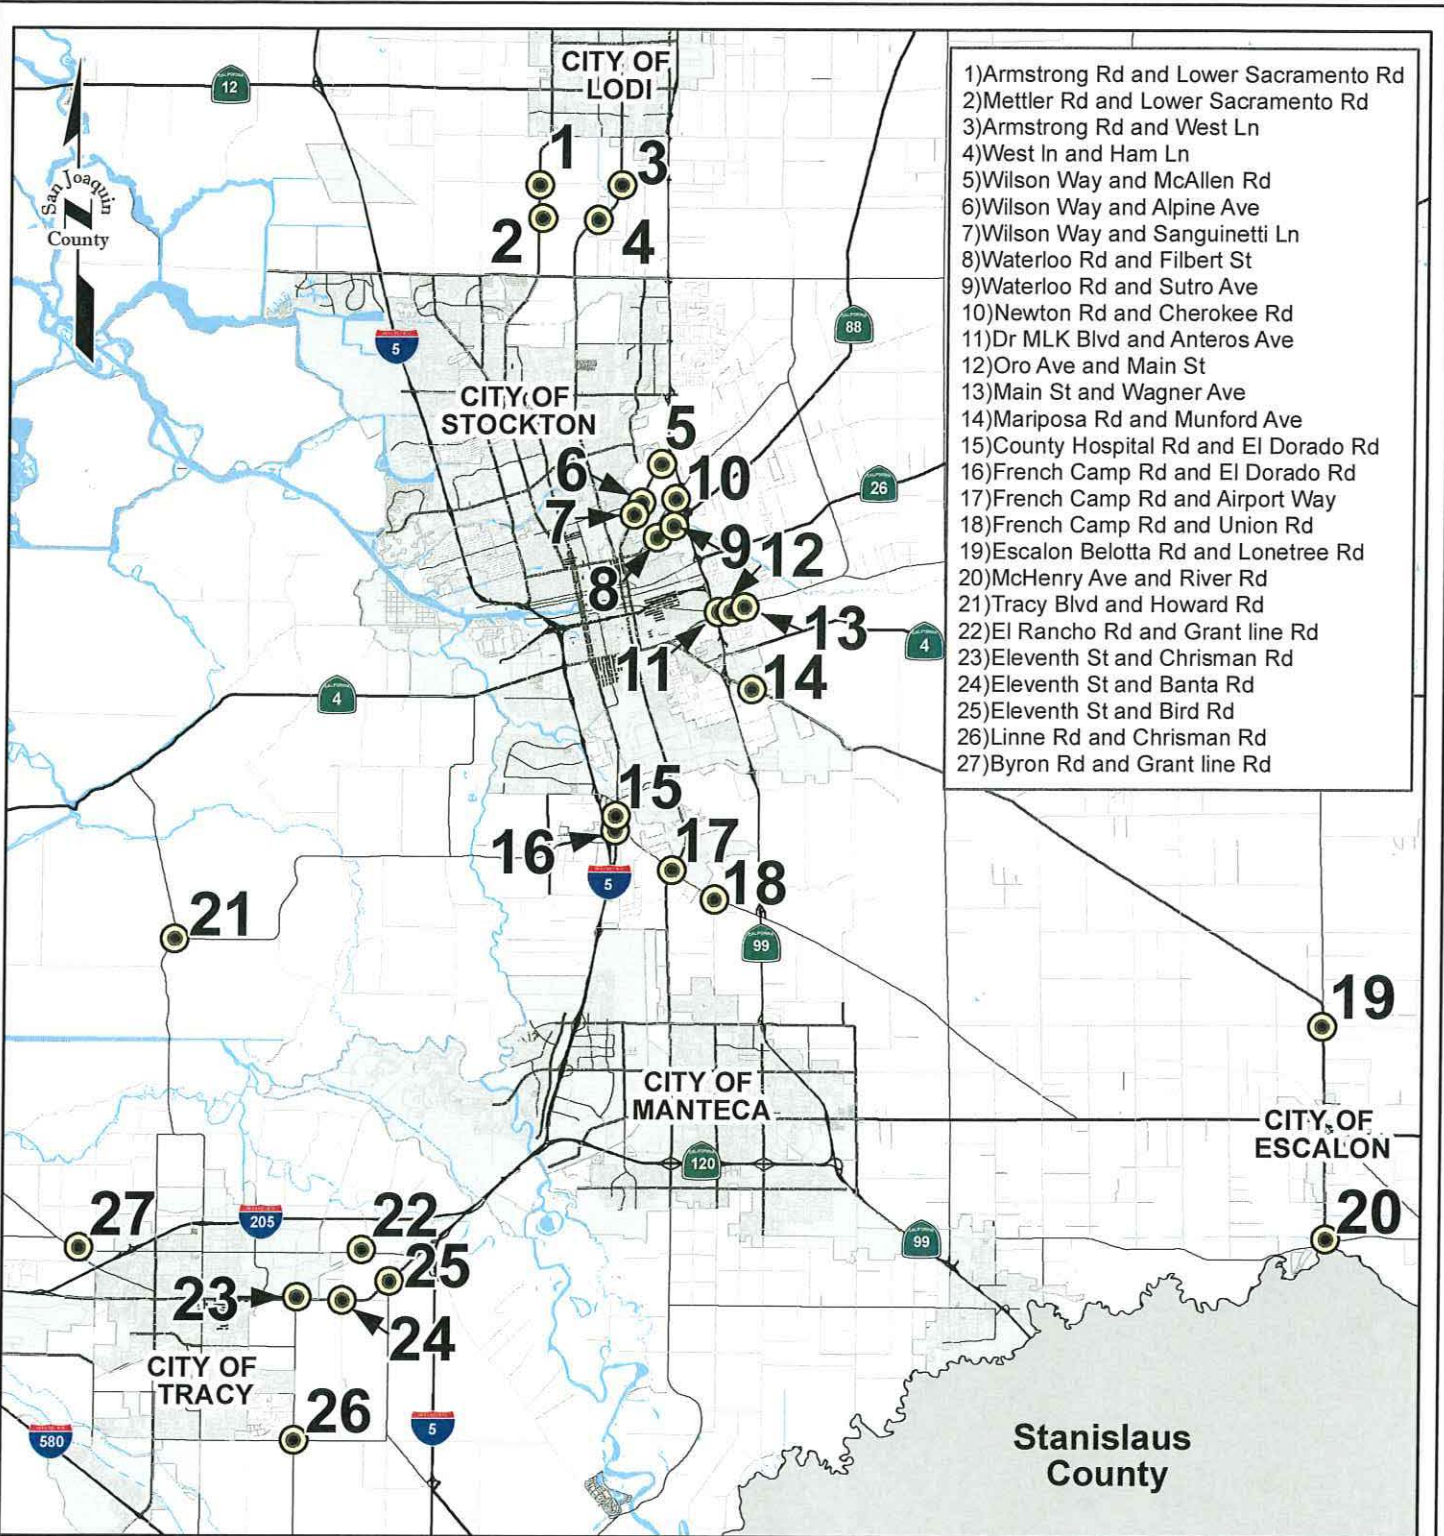 CITY OF
LODI
CALIFORNIA
12
San Joaquin
County
1
3
2
4
1)Armstrong Rd and Lower Sacramento Rd
2)Mettler Rd and Lower Sacramento Rd
3)Armstrong Rd and West Ln
4)West ln and Ham Ln
5)Wilson Way and McAllen Rd
6)Wilson Way and Alpine Ave
7)Wilson Way and Sanguinetti Ln
8)Waterloo Rd and Filbert St
9)Waterloo Rd and Sutro Ave
10)Newton Rd and Cherokee Rd
11)Dr MLK Blvd and Anteros Ave
12)Oro Ave and Main St
13)Main St and Wagner Ave
14)Mariposa Rd and Munford Ave
15)County Hospital Rd and El Dorado Rd
16)French Camp Rd and El Dorado Rd
17)French Camp Rd and Airport Way
18)French Camp Rd and Union Rd
19)Escalon Belotta Rd and Lonetree Rd
20)McHenry Ave and River Rd
21)Tracy Blvd and Howard Rd
22)El Rancho Rd and Grant line Rd
23)Eleventh St and Chrisman Rd
24)Eleventh St and Banta Rd
25)Eleventh St and Bird Rd
26)Linne Rd and Chrisman Rd
27)Byron Rd and Grant line Rd
88
5
CITY OF
STOCKTON
5
6
10
26
7
9
12
8
13
4
11
14
4
15
16
17
5
18
21
99
19
CITY OF
MANTECA
CITY OF
ESCALON
120
27
205
22
20
99
25
23
24
CITY OF
TRACY
26
5
580
Stanislaus
County